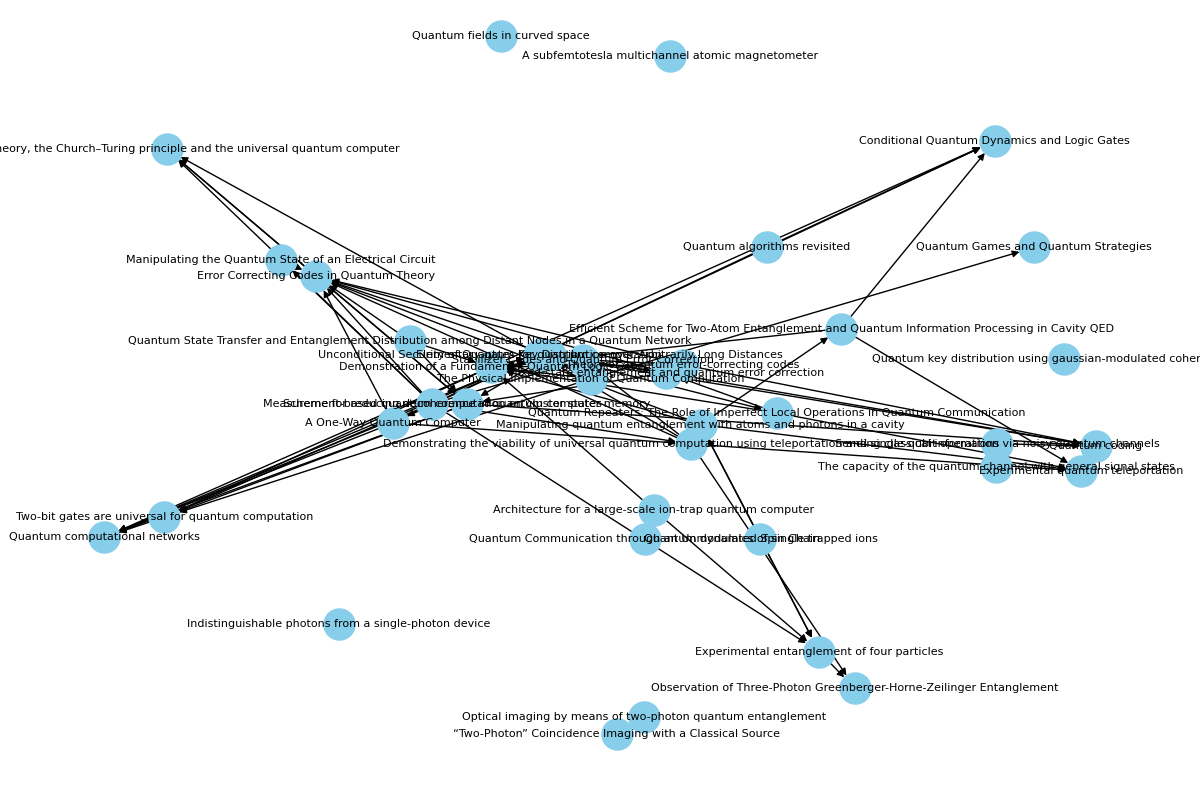 Quantum fields in curved space
A subfemtotesla multichannel atomic magnetometer
Conditional Quantum Dynamics and Logic Gates
heory, the Church–Turing principle and the universal quantum computer
Quantum algorithms revisited
Quantum Games and Quantum Strategies
Manipulating the Quantum State of an Electrical Circuit
Error Correcting Codes in Quantum Theory
Efficient Scheme for Two-Atom Entanglement and Quantum Information Processing in Cavity QED
Quantum State Transfer and Entanglement Distribution among Distant Nodes in a Quantum Network
Unconditional Security of Quantum Key Distribution over Arbitrarily Long Distances
Quantum key distribution using gaussian-modulated coher
Stabilizer Codes and Quantum Error Correction
Demonstration of a Fundamental Quantum Logic Gate
quantum error-correcting codes
entanglement and quantum error correction
The Physical Implementation of Quantum Computation
Scheme for reducing decoherence in quantum computer memory
Quantum Repeaters: The Role of Imperfect Local Operations in Quantum Communication
A One-Way Quantum Computer
Manipulating quantum entanglement with atoms and photons in a cavity
Demonstrating the viability of universal quantum computation using teleportation and single-qubit operations
Sending classical information via noisy quantum channels
Quantum coding
The capacity of the quantum channel with general signal states
Experimental quantum teleportation
Architecture for a large-scale ion-trap quantum computer
Two-bit gates are universal for quantum computation
Quantum computational networks
Quantum Communication through an Unmodulated Spin Chain
Quantum dynamics of single trapped ions
Indistinguishable photons from a single-photon device
Experimental entanglement of four particles
Observation of Three-Photon Greenberger-Horne-Zeilinger Entanglement
Optical imaging by means of two-photon quantum entanglement
“Two-Photon” Coincidence Imaging with a Classical Source